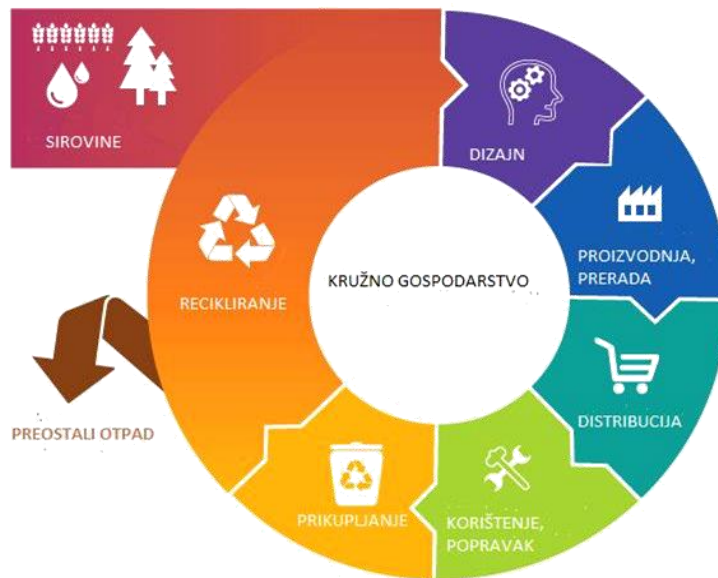 SIROVINE
DIZAJN
PROIZVODNJA,
PRERADA
RECIKLIRANJE
KRUŽNO GOSPODARSTVO
DISTRIBUCIJA
PREOSTALI OTPAD
PRIKUPLJANJE
KORIŠTENJE,
POPRAVAK